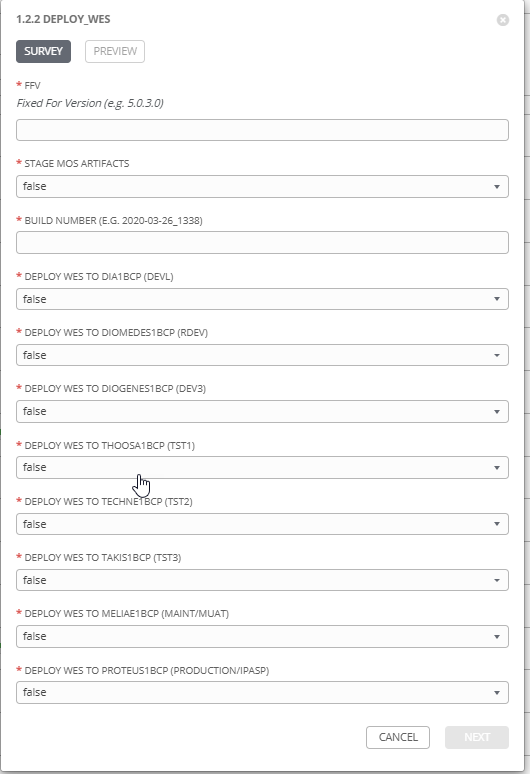 1.2.2 DEPLOY_WES
SURVEY
PREVIEW
* FFV
Fixed For Version (e.g. 5.0.3.0)
* STAGE MOS ARTIFACTS
false
* BUILD NUMBER (E.G. 2020-03-26_1338)
* DEPLOY WES TO DIA1BCP (DEVL)
false
* DEPLOY WES TO DIOMEDES1BCP (RDEV)
false
* DEPLOY WES TO DIOGENES1BCP (DEV3)
false
* DEPLOY WES TO THOOSA1BCP (TST1)
false
* DEPLOY WES TO TECHNE1BCP (TST2)
false
* DEPLOY WES TO TAKIS1BCP (TST3)
false
* DEPLOY WES TO MELIAE1BCP (MAINT/MUAT)
false
* DEPLOY WES TO PROTEUS1BCP (PRODUCTION/IPASP)
false
CANCEL
NEXT